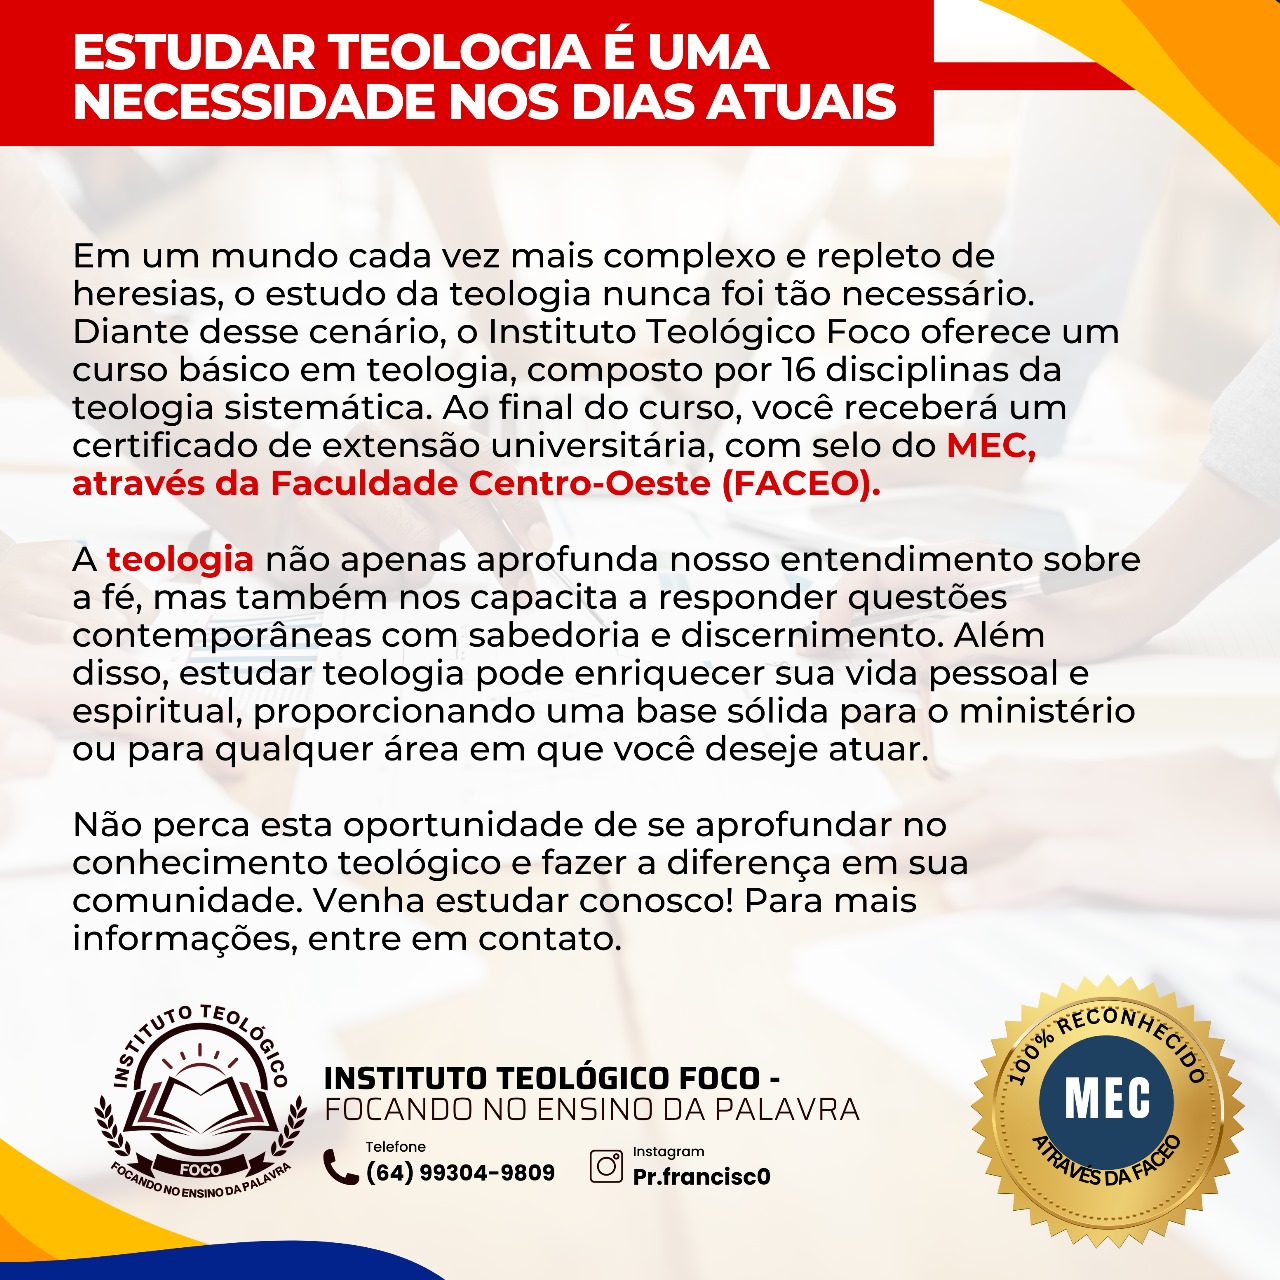 ESTUDAR TEOLOGIA É UMA
NECESSIDADE NOS DIAS ATUAIS
Em um mundo cada vez mais complexo e repleto de
heresias, o estudo da teologia nunca foi tão necessário.
Diante desse cenário, o Instituto Teológico Foco oferece um
curso básico em teologia, composto por 16 disciplinas da
teologia sistemática. Ao final do curso, você receberá um
certificado de extensão universitária, com selo do MEC,
através da Faculdade Centro-Oeste (FACEO).
A teologia não apenas aprofunda nosso entendimento sobre
a fé, mas também nos capacita a responder questões
contemporâneas com sabedoria e discernimento. Além
disso, estudar teologia pode enriquecer sua vida pessoal e
espiritual, proporcionando uma base sólida para o ministério
ou para qualquer área em que você deseje atuar.
Não perca esta oportunidade de se aprofundar no
conhecimento teológico e fazer a diferença em sua
comunidade. Venha estudar conosco! Para mais
informações, entre em contato.
INSTITUTO TEOLÓGICO
FOCO
FOCANDO NO ENSINO DA PALAVRA
INSTITUTO TEOLÓGICO FOCO -
FOCANDO NO ENSINO DA PALAVRA
Telefone
(64) 99304-9809
Instagram
Pr.francisc0
100% RECONHECIDO
MEC
ATRAVÉS DA FACEO